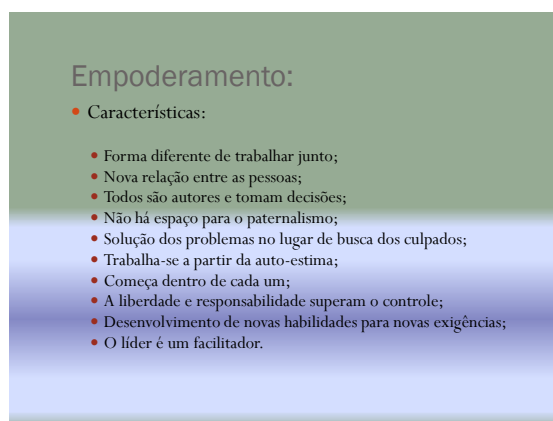 Empoderamento:
• Características:
• Forma diferente de trabalhar junto;
• Nova relação entre as pessoas;
• Todos são autores e tomam decisões;
• Não há espaço para o paternalismo;
• Solução dos problemas no lugar de busca dos culpados;
• Trabalha-se a partir da auto-estima;
• Começa dentro de cada um;
• A liberdade e responsabilidade superam o controle;
• Desenvolvimento de novas habilidades para novas exigências;
• O líder é um facilitador.